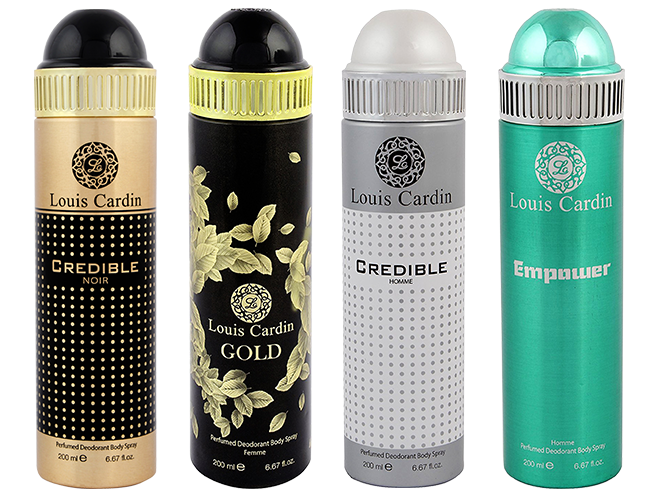 L
Louis Cardin
CREDIBLE
NOIR
Perfumed Deodorant Body Spray
200 ml ℮ 6.67 fl.oz.
L
Louis Cardin
GOLD
Perfumed Deodorant Body Spray
Femme
200 ml ℮ 6.67 fl.oz.
L
Louis Cardin
CREDIBLE
HOMME
Perfumed Deodorant Body Spray
200 ml ℮ 6.67 fl.oz.
L
Louis Cardin
Empower
Homme
Perfumed Deodorant Body Spray
200 ml ℮ 6.67 fl.oz.